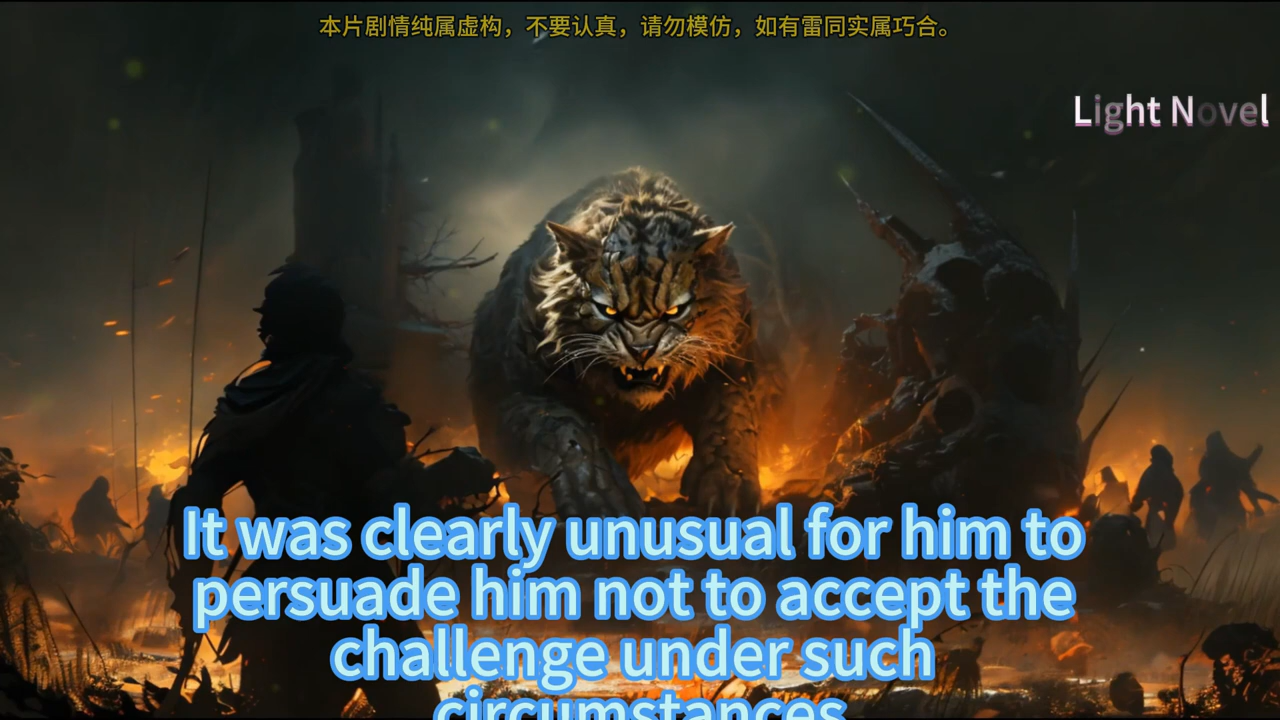 本片剧情纯属虚构，不要认真，请勿模仿，如有雷同实属巧合。
Light Novel
It was clearly unusual for him to
persuade him not to accept the
challenge under such
circumstances